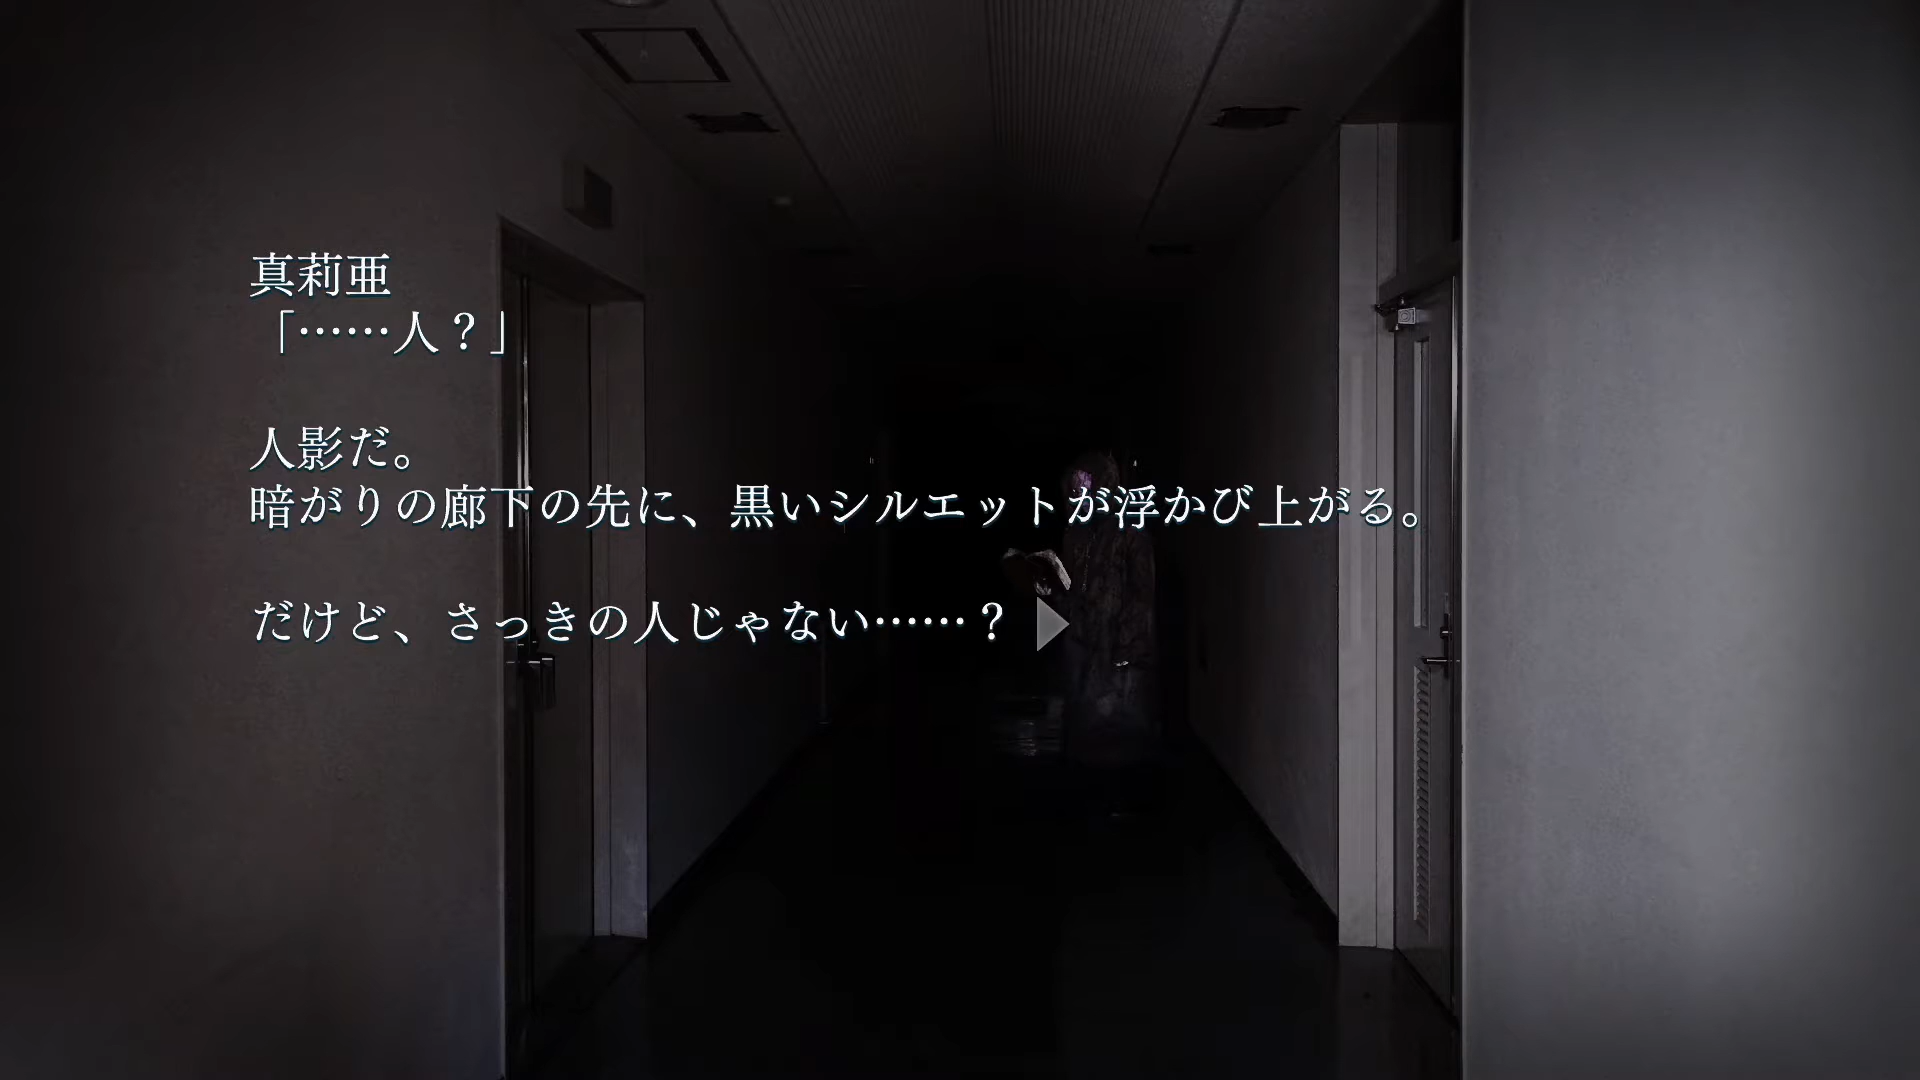 真莉亜
「……人？」
人影だ。
暗がりの廊下の先に、黒いシルエットが浮かび上がる。
だけど、さっきの人じゃない……？